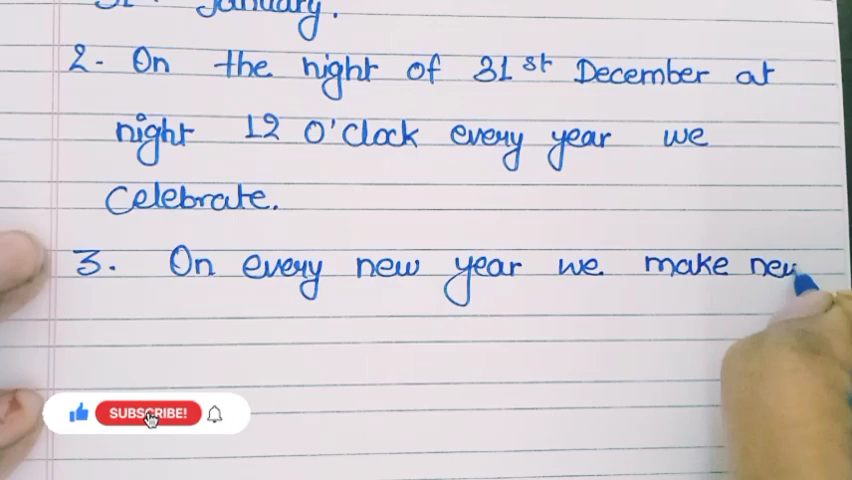 January.
2- On the night of 31st December at
night 12 O'Clock every year we
Celebrate.
3. On every new year we make new
SUBSCRIBE!